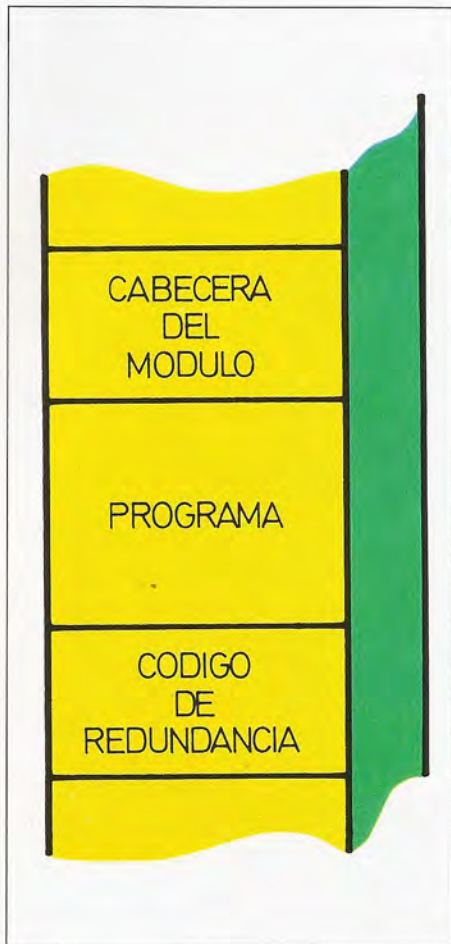 CABECERA
DEL
MODULO
PROGRAMA
CODIGO
DE
REDUNDANCIA